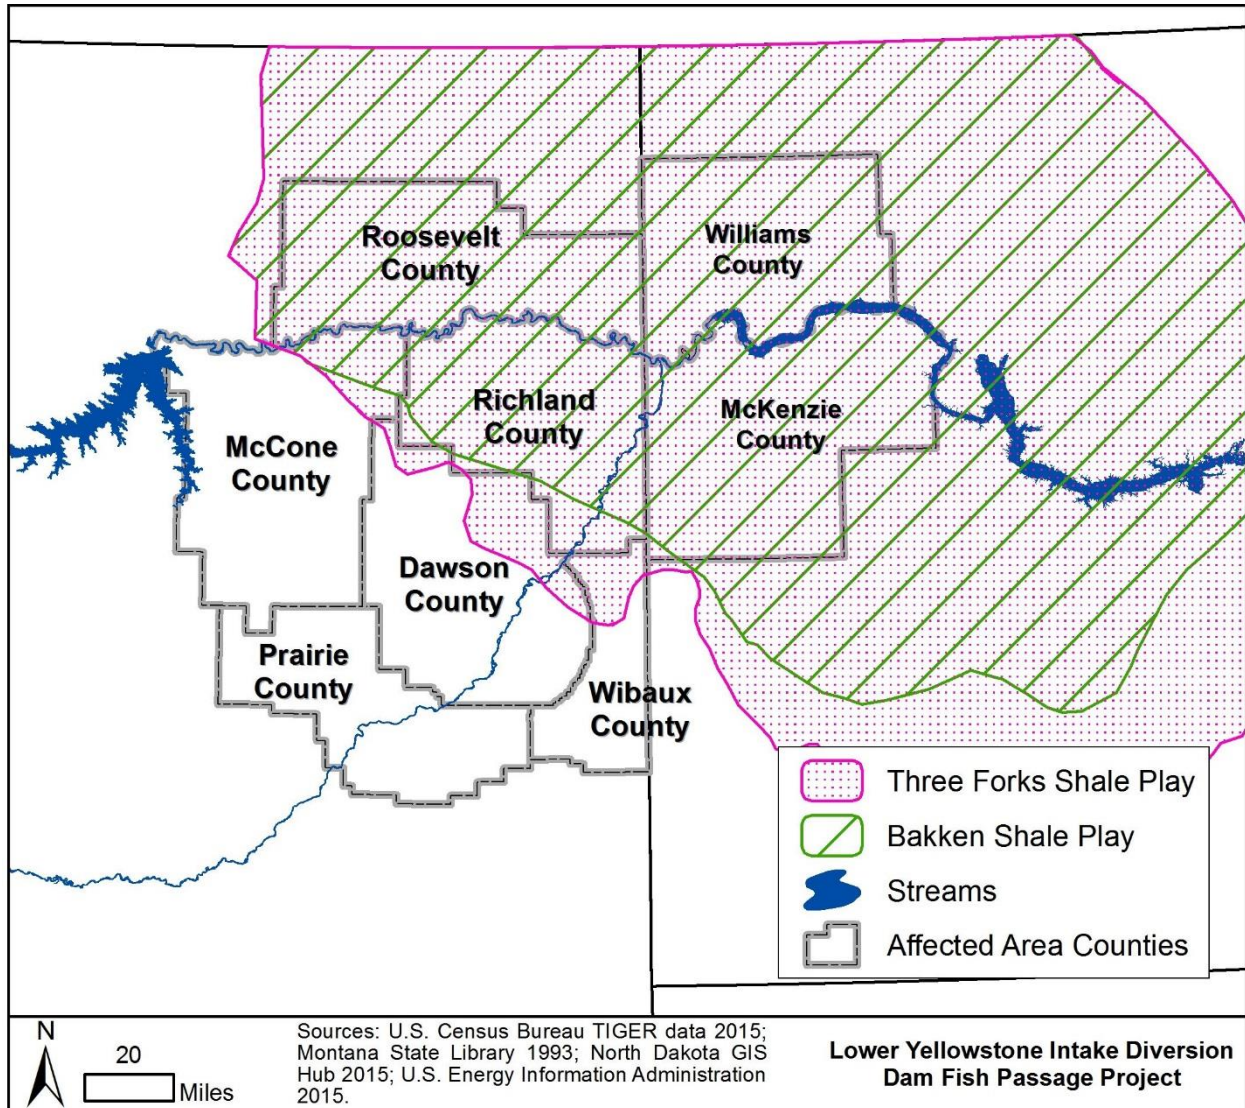 Roosevelt
County
Williams
County
Richland
County
McKenzie
County
McCone
County
Dawson
County
Prairie
County
Wibaux
County
Three Forks Shale Play
Bakken Shale Play
Streams
Affected Area Counties
N
20
Miles
Sources: U.S. Census Bureau TIGER data 2015;
Montana State Library 1993; North Dakota GIS
Hub 2015; U.S. Energy Information Administration
2015.
Lower Yellowstone Intake Diversion
Dam Fish Passage Project